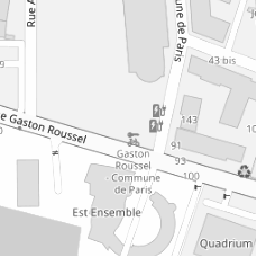 Rue
une de Paris
43 bis
9
e Gaston Roussel
143
91
93
100
Gaston
Roussel
- Commune
de Paris
Est Ensemble
Quadrium